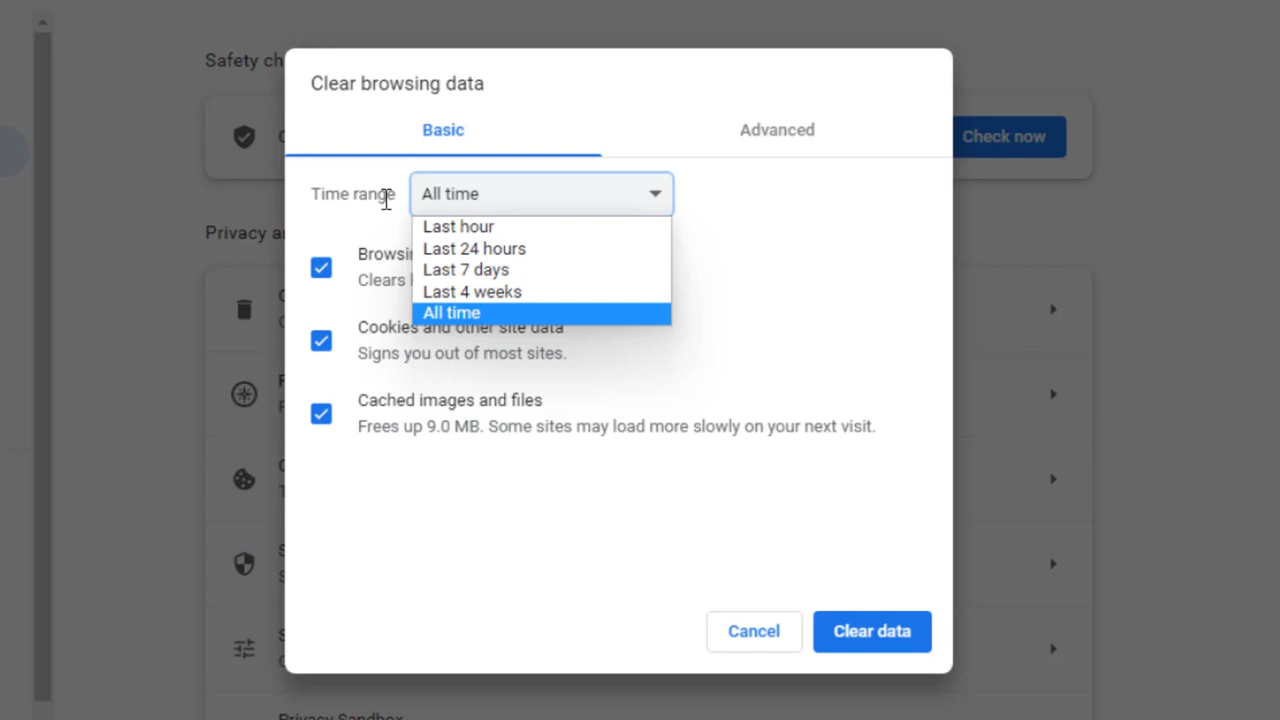 Safety ch
Clear browsing data
Basic
Advanced
Check now
Time range
All time
Last hour
Last 24 hours
Last 7 days
Last 4 weeks
All time
Privacy a
Browsin
Clears
Cookies and other site data
Signs you out of most sites.
Cached images and files
Frees up 9.0 MB. Some sites may load more slowly on your next visit.
Cancel
Clear data
Privacy Sandbox